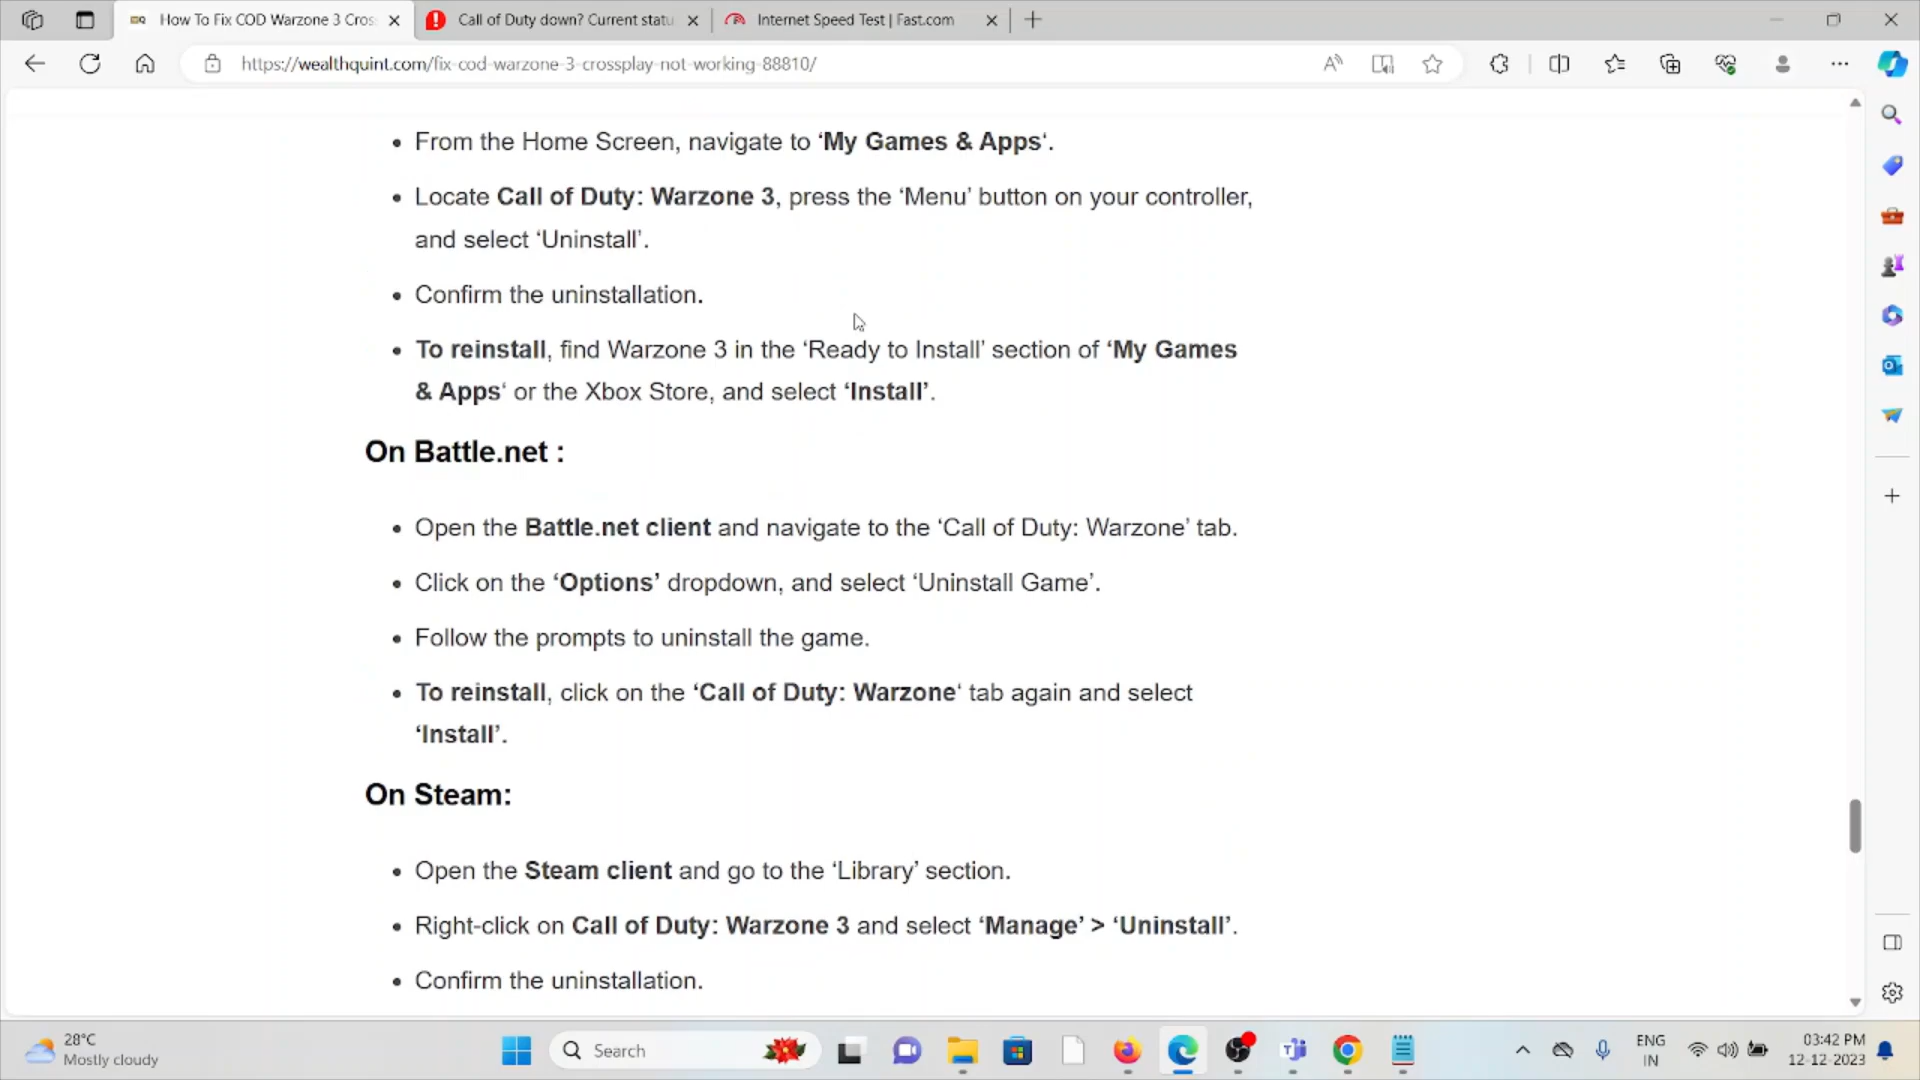 How To Fix COD Warzone 3 Cros
Call of Duty down? Current statu
Internet Speed Test | Fast.com
https://wealthquint.com/fix-cod-warzone-3-crossplay-not-working-88810/
• From the Home Screen, navigate to ‘My Games & Apps‘.
• Locate Call of Duty: Warzone 3, press the ‘Menu’ button on your controller,
and select ‘Uninstall’.
• Confirm the uninstallation.
• To reinstall, find Warzone 3 in the ‘Ready to Install’ section of ‘My Games
& Apps‘ or the Xbox Store, and select ‘Install’.
On Battle.net :
• Open the Battle.net client and navigate to the ‘Call of Duty: Warzone’ tab.
• Click on the ‘Options’ dropdown, and select ‘Uninstall Game’.
• Follow the prompts to uninstall the game.
• To reinstall, click on the ‘Call of Duty: Warzone‘ tab again and select
‘Install’.
On Steam:
• Open the Steam client and go to the ‘Library’ section.
• Right-click on Call of Duty: Warzone 3 and select ‘Manage’ > ‘Uninstall’.
• Confirm the uninstallation.
28°C
Mostly cloudy
Search
ENG
IN
03:42 PM
12-12-2023